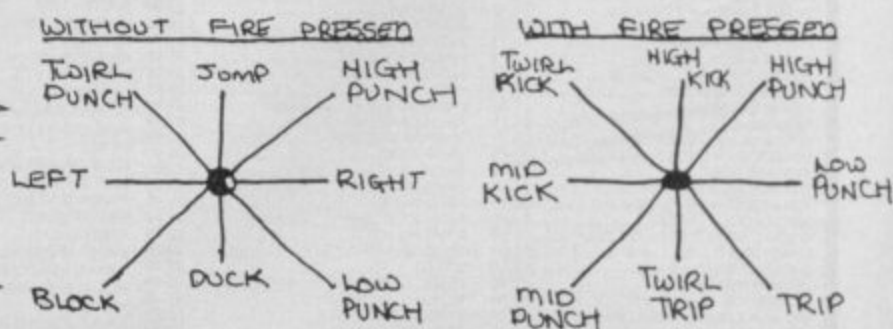 WITHOUT FIRE PRESSED
TWIRL
PUNCH
JUMP
HIGH
PUNCH
LEFT
RIGHT
BLOCK
DUCK
LOW
PUNCH
WITH FIRE PRESSED
TWIRL
KICK
HIGH
KICK
HIGH
PUNCH
MID
KICK
LOW
PUNCH
MID
PUNCH
TWIRL
TRIP
TRIP